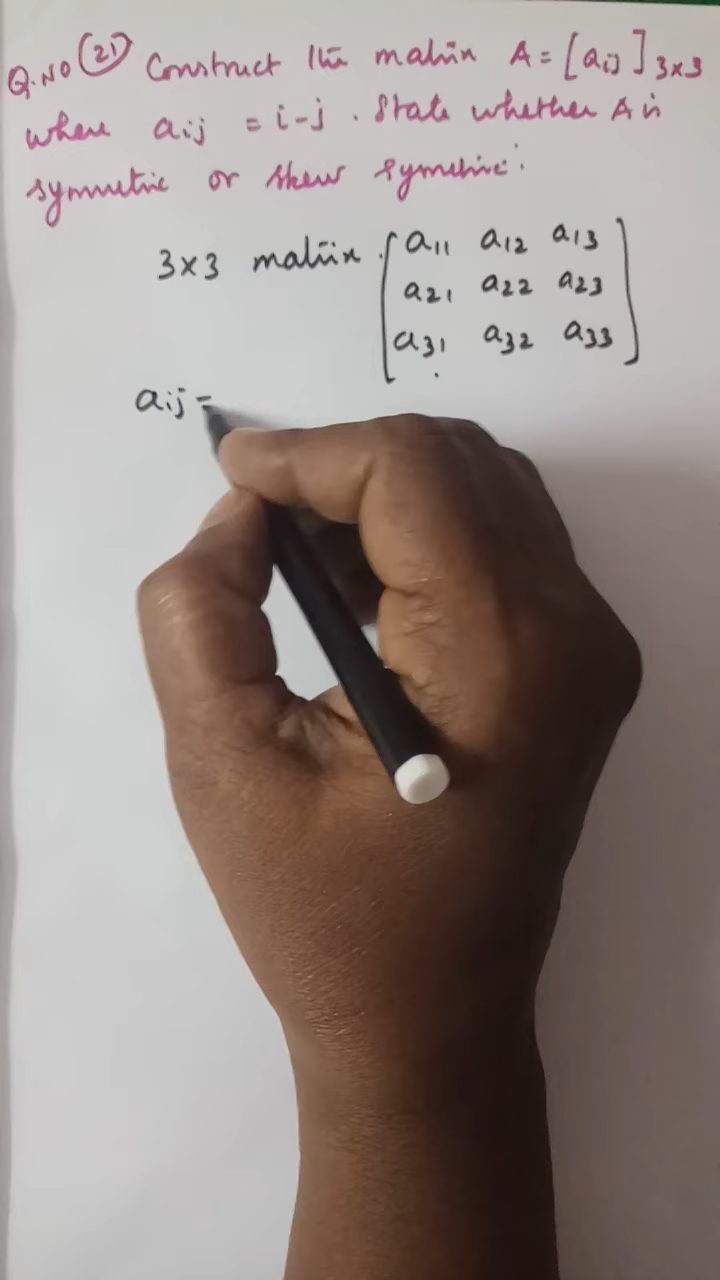 Q.NO (21) Construct the matrix A = [aij]3×3
where aij = i-j. State whether A is
symmetric or skew symetric.
3×3 matrix
a11 a12 a13
a21 a22 a23
a31 a32 a33
aij =